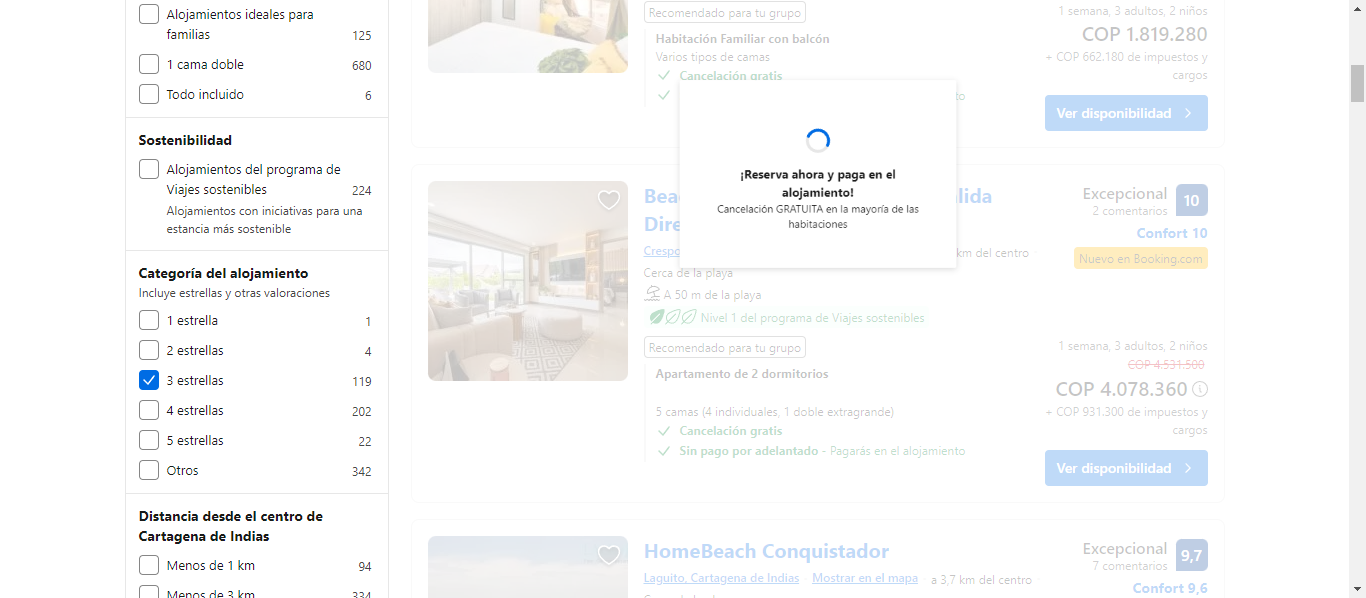 Alojamientos ideales para
familias 125
1 cama doble 680
Todo incluido 6
Sostenibilidad
Alojamientos del programa de
Viajes sostenibles 224
Alojamientos con iniciativas para una
estancia más sostenible
Categoría del alojamiento
Incluye estrellas y otras valoraciones
1 estrella 1
2 estrellas 4
3 estrellas 119
4 estrellas 202
5 estrellas 22
Otros 342
Distancia desde el centro de
Cartagena de Indias
Menos de 1 km 94
Menos de 3 km 334
Recomendado para tu grupo
Habitación Familiar con balcón
Varios tipos de camas
Cancelación gratis
1 semana, 3 adultos, 2 niños
COP 1.819.280
+ COP 662.180 de impuestos y
cargos
Ver disponibilidad
¡Reserva ahora y paga en el
alojamiento!
Cancelación GRATUITA en la mayoría de las
habitaciones
Excepcional 10
2 comentarios
Confort 10
Nuevo en Booking.com
Crespo
km del centro
Cerca de la playa
A 50 m de la playa
Nivel 1 del programa de Viajes sostenibles
Recomendado para tu grupo
Apartamento de 2 dormitorios
5 camas (4 individuales, 1 doble extragrande)
Cancelación gratis
Sin pago por adelantado - Pagarás en el alojamiento
1 semana, 3 adultos, 2 niños
COP 4.531.500
COP 4.078.360
+ COP 931.300 de impuestos y
cargos
Ver disponibilidad
HomeBeach Conquistador
Laguito, Cartagena de Indias Mostrar en el mapa a 3,7 km del centro
Excepcional 9,7
7 comentarios
Confort 9,6